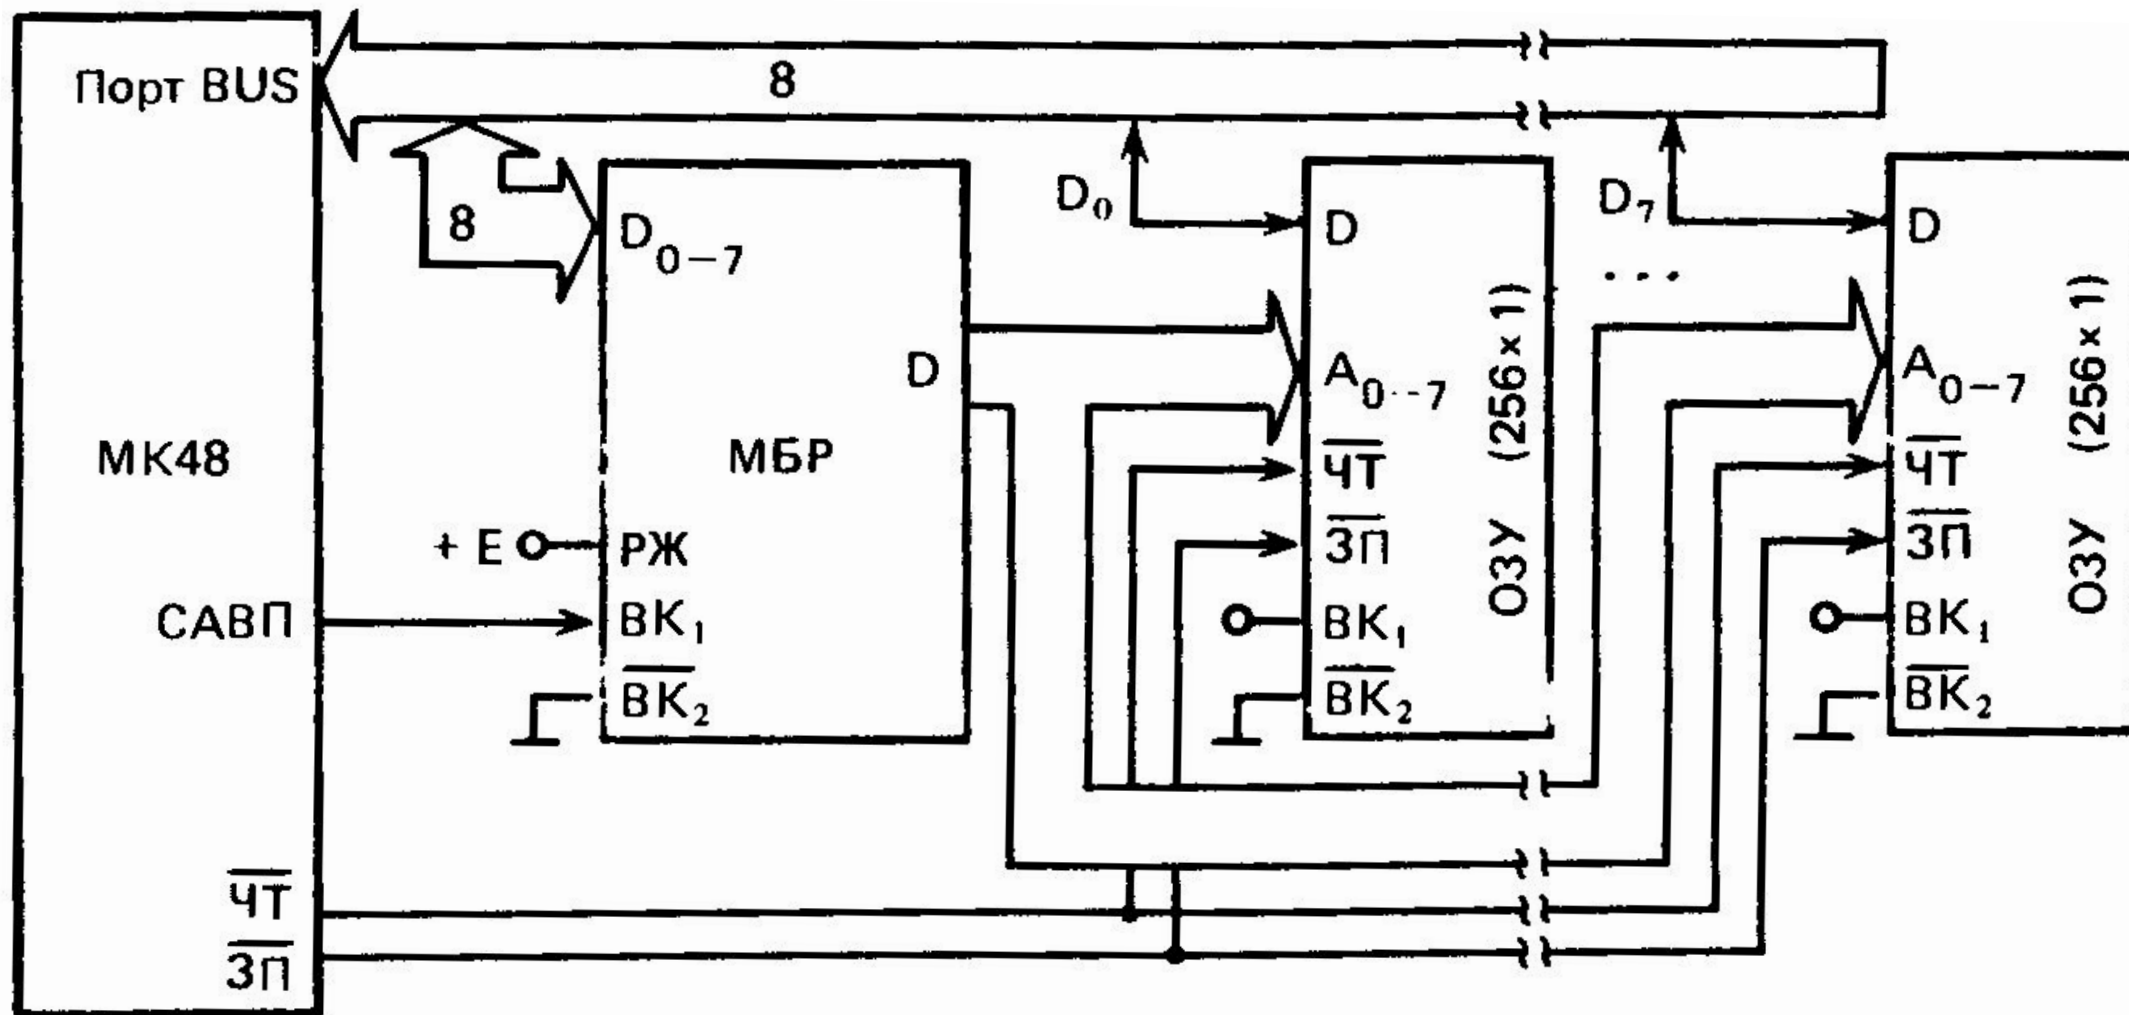 Порт BUS
8
8
МК48
САВП
ЧТ
ЗП
D₀₋₇
D
МБР
+ E
РЖ
ВК₁
ВК₂
D₀
D
A₀₋₇
ЧТ
ЗП
ВК₁
ВК₂
ОЗУ (256×1)
D₇
...
D
A₀₋₇
ЧТ
ЗП
ВК₁
ВК₂
ОЗУ (256×1)